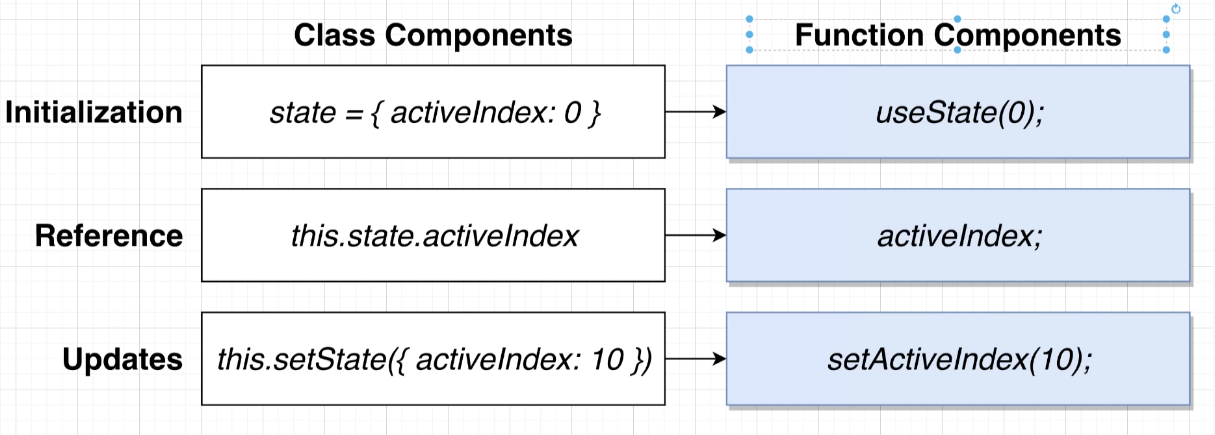 Class Components
Function Components
Initialization
state = { activeIndex: 0 }
useState(0);
Reference
this.state.activeIndex
activeIndex;
Updates
this.setState({ activeIndex: 10 })
setActiveIndex(10);